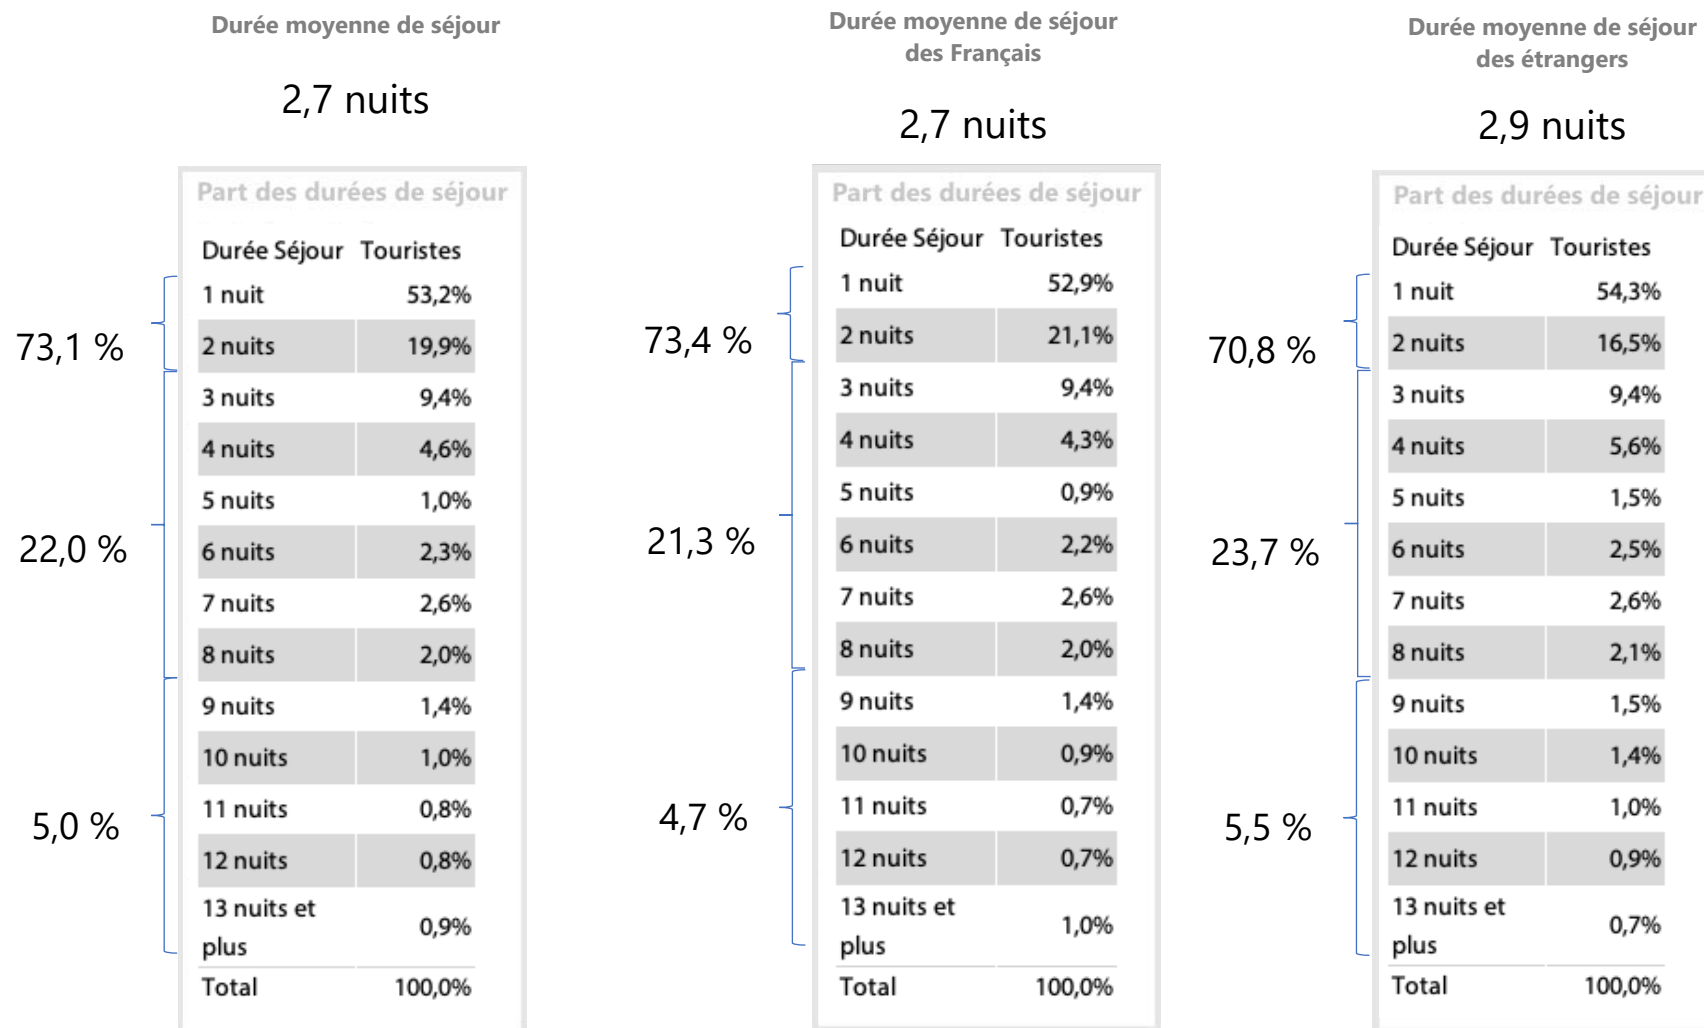 Durée moyenne de séjour
2,7 nuits
Part des durées de séjour
Durée Séjour Touristes
1 nuit 53,2%
2 nuits 19,9%
3 nuits 9,4%
4 nuits 4,6%
5 nuits 1,0%
6 nuits 2,3%
7 nuits 2,6%
8 nuits 2,0%
9 nuits 1,4%
10 nuits 1,0%
11 nuits 0,8%
12 nuits 0,8%
13 nuits et
plus 0,9%
Total 100,0%
73,1 %
22,0 %
5,0 %
Durée moyenne de séjour
des Français
2,7 nuits
Part des durées de séjour
Durée Séjour Touristes
1 nuit 52,9%
2 nuits 21,1%
3 nuits 9,4%
4 nuits 4,3%
5 nuits 0,9%
6 nuits 2,2%
7 nuits 2,6%
8 nuits 2,0%
9 nuits 1,4%
10 nuits 0,9%
11 nuits 0,7%
12 nuits 0,7%
13 nuits et
plus 1,0%
Total 100,0%
73,4 %
21,3 %
4,7 %
Durée moyenne de séjour
des étrangers
2,9 nuits
Part des durées de séjour
Durée Séjour Touristes
1 nuit 54,3%
2 nuits 16,5%
3 nuits 9,4%
4 nuits 5,6%
5 nuits 1,5%
6 nuits 2,5%
7 nuits 2,6%
8 nuits 2,1%
9 nuits 1,5%
10 nuits 1,4%
11 nuits 1,0%
12 nuits 0,9%
13 nuits et
plus 0,7%
Total 100,0%
70,8 %
23,7 %
5,5 %